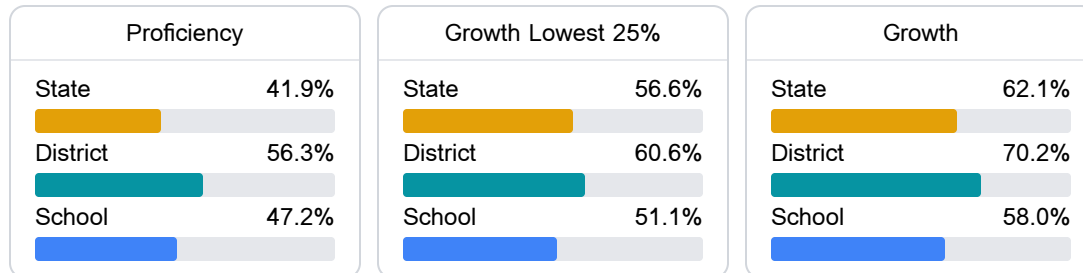 Proficiency
State 41.9%
District 56.3%
School 47.2%
Growth Lowest 25%
State 56.6%
District 60.6%
School 51.1%
Growth
State 62.1%
District 70.2%
School 58.0%